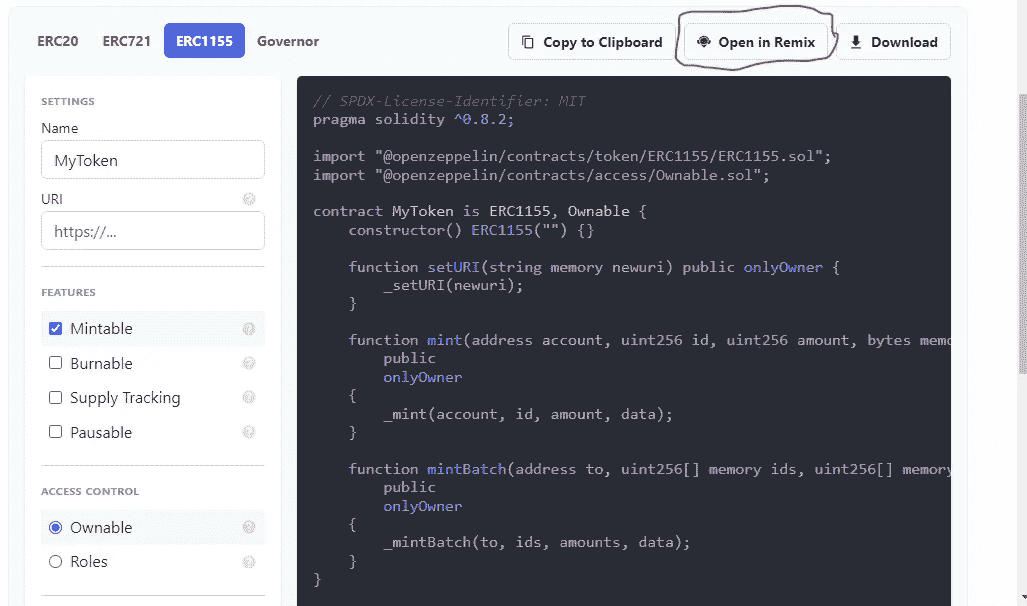 ERC20 ERC721 ERC1155 Governor Copy to Clipboard Open in Remix Download
SETTINGS
Name
MyToken
URI
https://...
FEATURES
Mintable
Burnable
Supply Tracking
Pausable
ACCESS CONTROL
Ownable
Roles
// SPDX-License-Identifier: MIT
pragma solidity ^0.8.2;
import "@openzeppelin/contracts/token/ERC1155/ERC1155.sol";
import "@openzeppelin/contracts/access/Ownable.sol";
contract MyToken is ERC1155, Ownable {
    constructor() ERC1155("") {}
    function setURI(string memory newuri) public onlyOwner {
        _setURI(newuri);
    }
    function mint(address account, uint256 id, uint256 amount, bytes memo
        public
        onlyOwner
    {
        _mint(account, id, amount, data);
    }
    function mintBatch(address to, uint256[] memory ids, uint256[] memory
        public
        onlyOwner
    {
        _mintBatch(to, ids, amounts, data);
    }
}